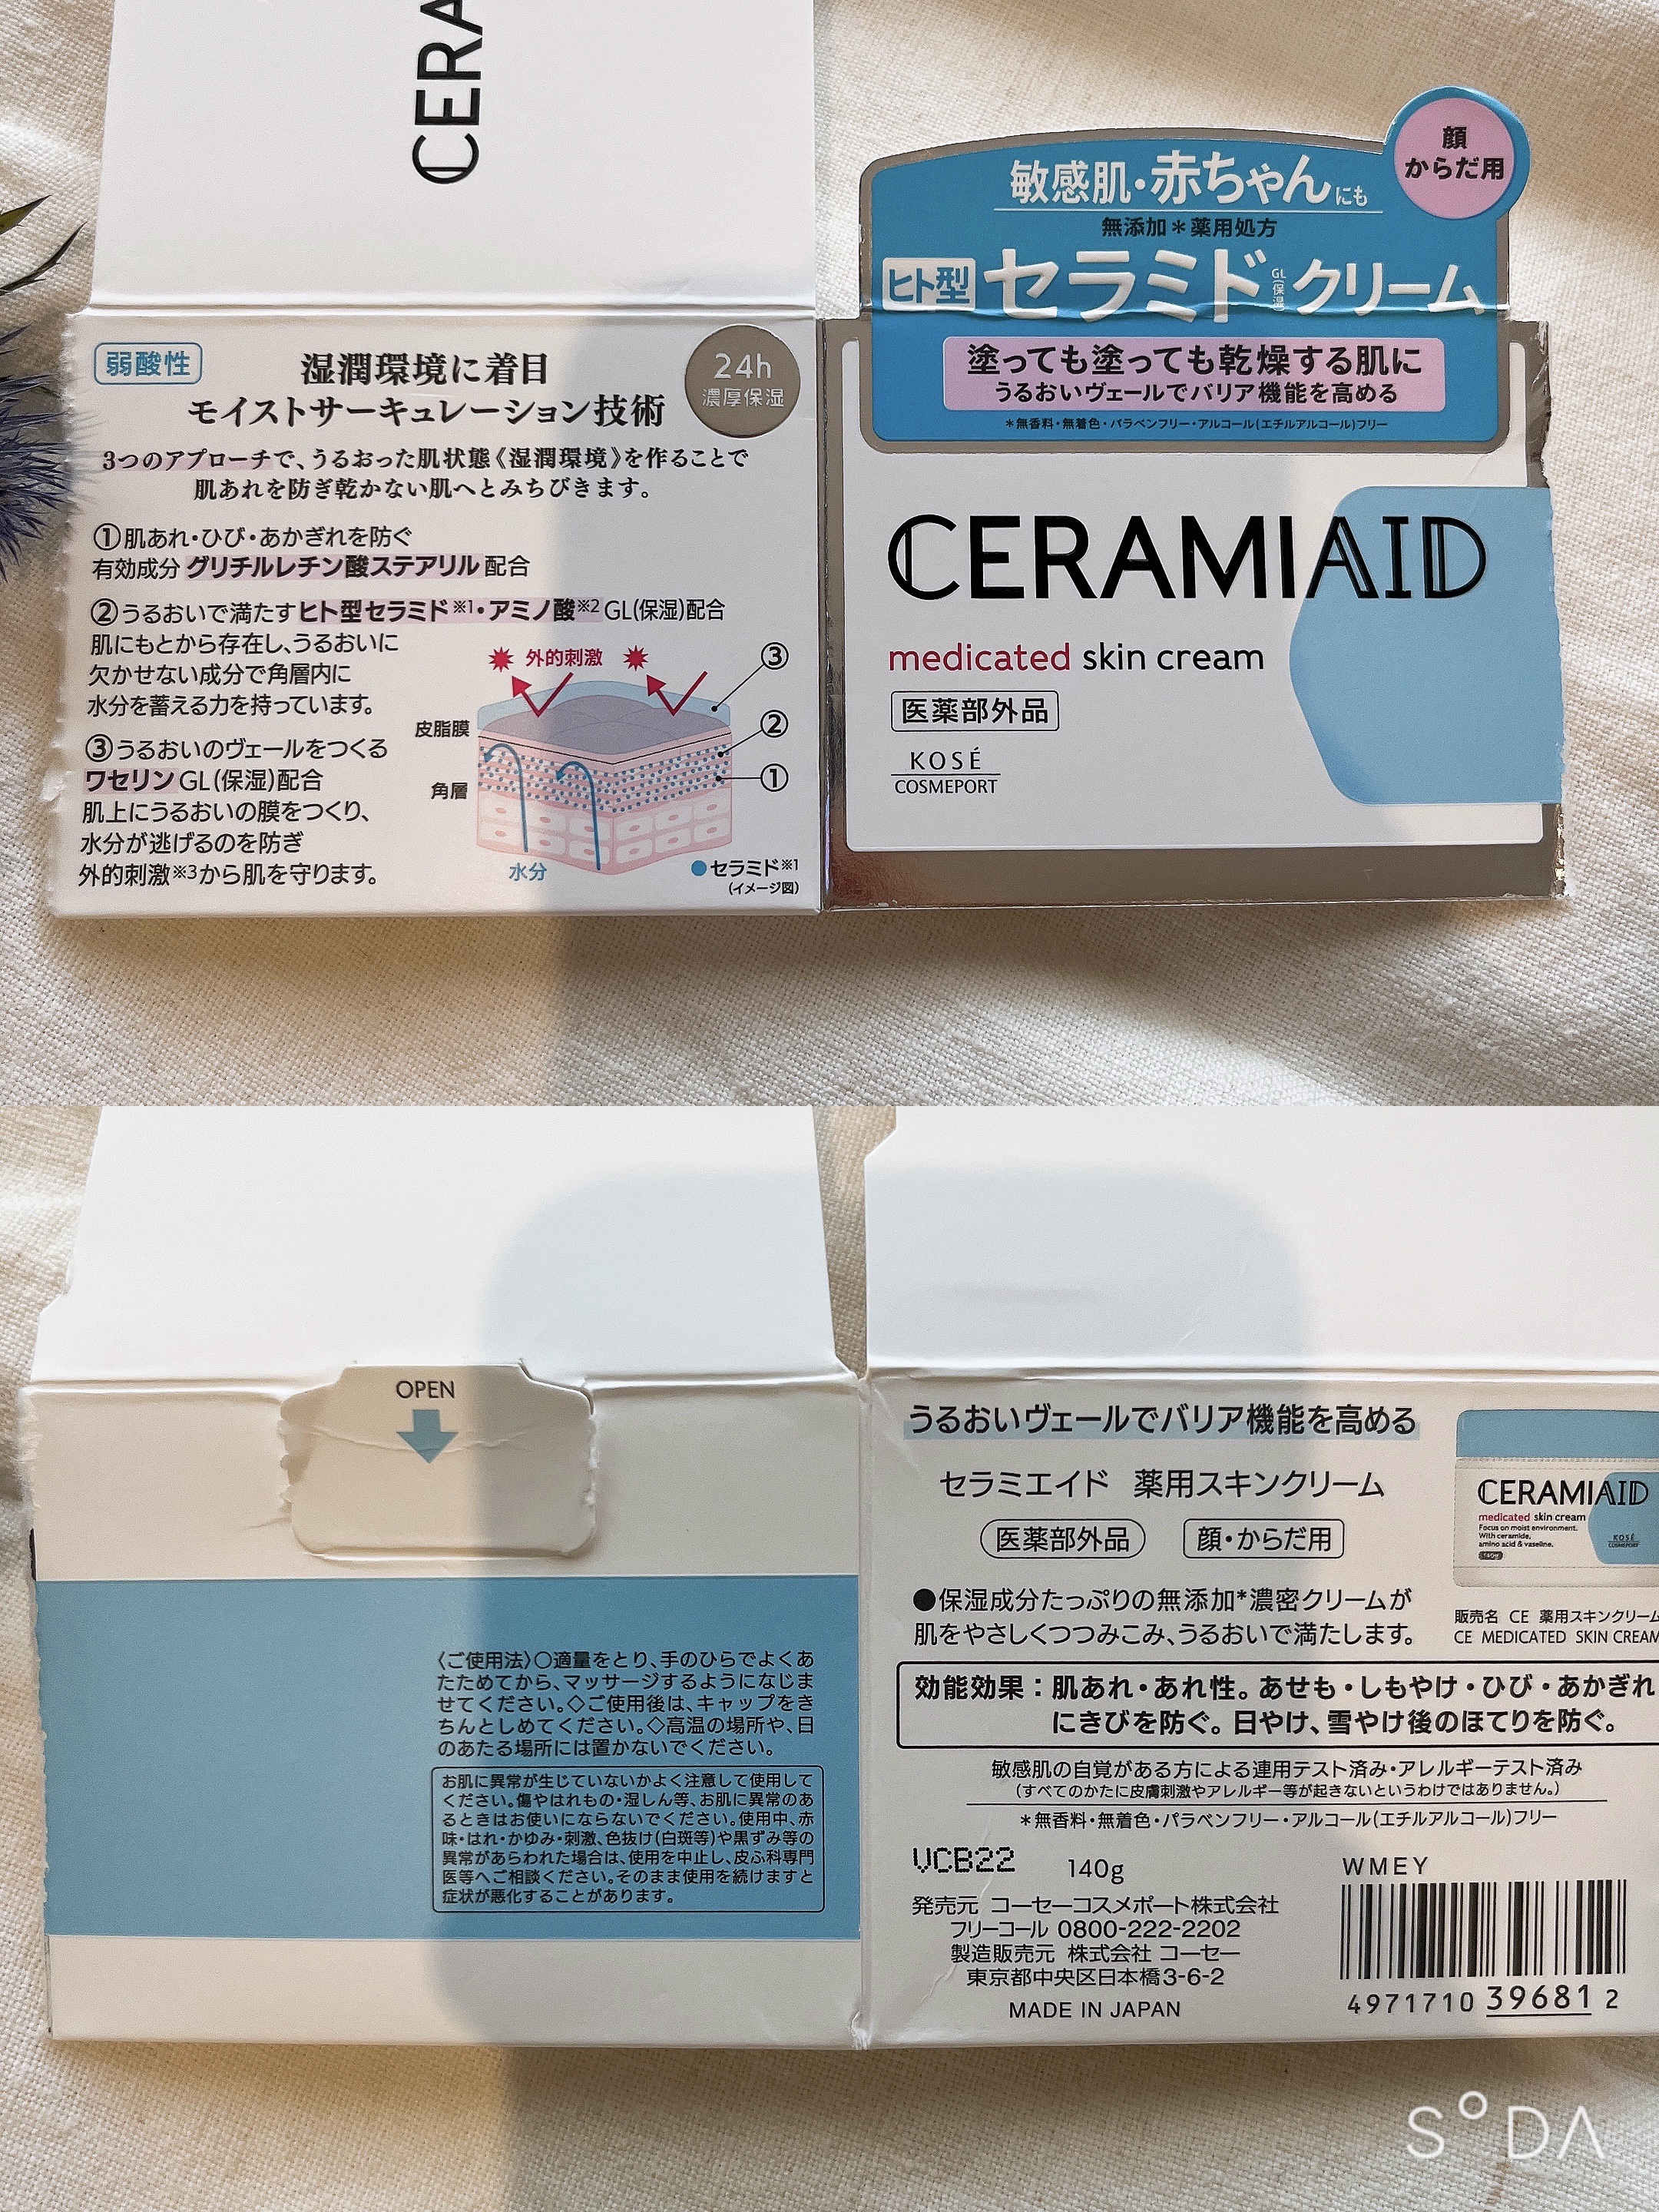 CERA
弱酸性
湿潤環境に着目
モイストサーキュレーション技術
24h
濃厚保湿
3つのアプローチで、うるおった肌状態《湿潤環境》を作ることで
肌あれを防ぎ乾かない肌へとみちびきます。
①肌あれ・ひび・あかぎれを防ぐ
有効成分 グリチルレチン酸ステアリル 配合
②うるおいで満たす ヒト型セラミド※1・アミノ酸※2 GL(保湿)配合
肌にもとから存在し、うるおいに
欠かせない成分で角層内に
水分を蓄える力を持っています。
③うるおいのヴェールをつくる
ワセリン GL(保湿)配合
肌上にうるおいの膜をつくり、
水分が逃げるのを防ぎ
外的刺激※3から肌を守ります。
外的刺激
③
②
①
皮脂膜
角層
水分
●セラミド※1
(イメージ図)
顔
からだ用
敏感肌・赤ちゃんにも
無添加＊薬用処方
ヒト型 セラミド GL(保湿) クリーム
塗っても塗っても乾燥する肌に
うるおいヴェールでバリア機能を高める
＊無香料・無着色・パラベンフリー・アルコール(エチルアルコール)フリー
CERAMIAID
medicated skin cream
医薬部外品
KOSÉ
COSMEPORT
OPEN
〈ご使用法〉○適量をとり、手のひらでよくあ
たためてから、マッサージするようになじま
せてください。◇ご使用後は、キャップをき
ちんとしめてください。◇高温の場所や、日
のあたる場所には置かないでください。
お肌に異常が生じていないかよく注意して使用して
ください。傷やはれもの・湿しん等、お肌に異常のあ
るときはお使いにならないでください。使用中、赤
味・はれ・かゆみ・刺激、色抜け(白斑等)や黒ずみ等の
異常があらわれた場合は、使用を中止し、皮ふ科専門
医等へご相談ください。そのまま使用を続けますと
症状が悪化することがあります。
うるおいヴェールでバリア機能を高める
セラミエイド 薬用スキンクリーム
医薬部外品 顔・からだ用
●保湿成分たっぷりの無添加*濃密クリームが
肌をやさしくつつみこみ、うるおいで満たします。
CERAMIAID
medicated skin cream
Focus on moist environment.
With ceramide,
amino acid & vaseline.
140g
KOSÉ
COSMEPORT
販売名 CE 薬用スキンクリーム
CE MEDICATED SKIN CREAM
効能効果：肌あれ・あれ性。あせも・しもやけ・ひび・あかぎれ
にきびを防ぐ。日やけ、雪やけ後のほてりを防ぐ。
敏感肌の自覚がある方による連用テスト済み・アレルギーテスト済み
(すべてのかたに皮膚刺激やアレルギー等が起きないというわけではありません。)
＊無香料・無着色・パラベンフリー・アルコール(エチルアルコール)フリー
VCB22
140g
発売元 コーセーコスメポート株式会社
フリーコール 0800-222-2202
製造販売元 株式会社 コーセー
東京都中央区日本橋3-6-2
MADE IN JAPAN
WMEY
4971710 39681 2
SODA